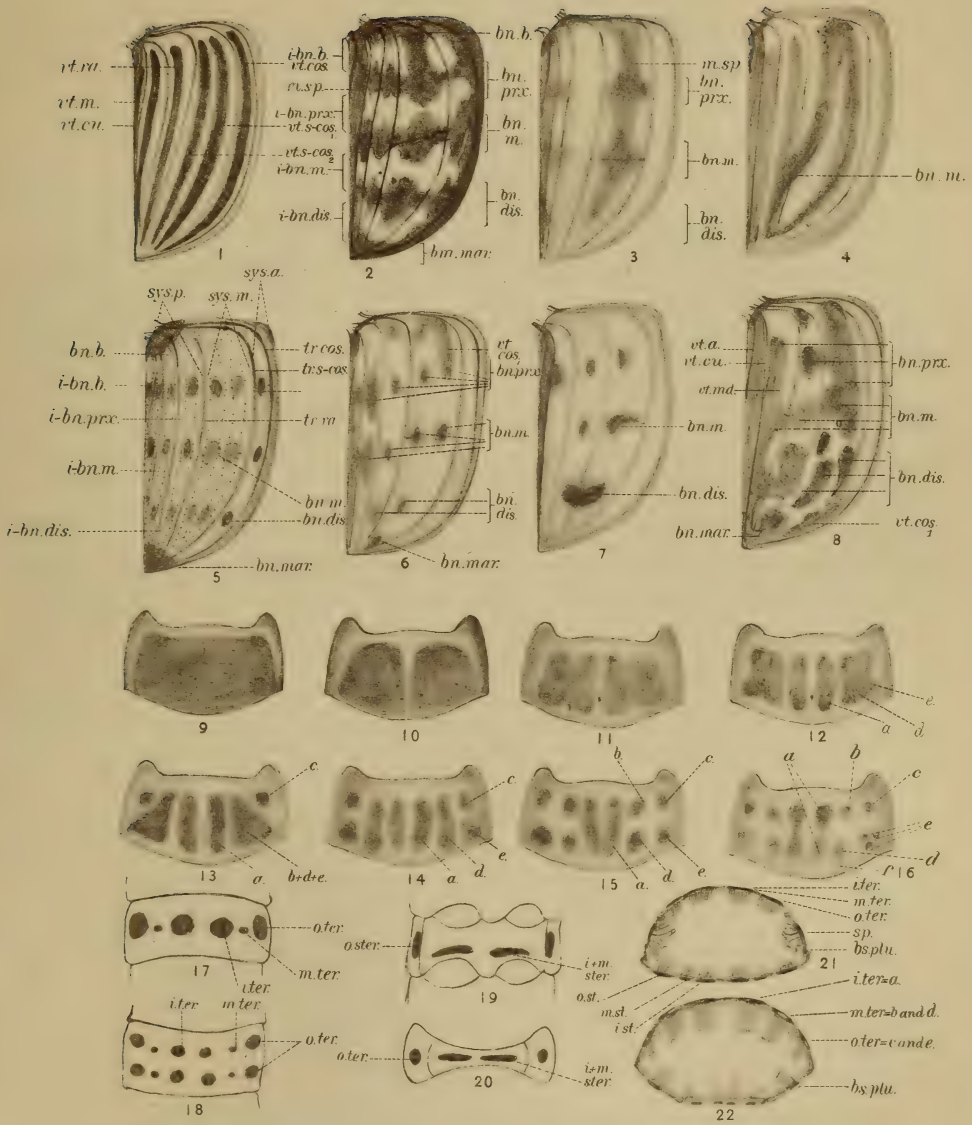 vt.ra.
vt.m.
vt.cu.
1
i-bn.b.
vt.cos.
m.sp.
i-bn.prx.
vt.s-cos.
1
vt.s-cos.
2
i-bn.m.
i-bn.dis.
bn.b.
bn.
prx.
bn.
m.
bn.
dis.
bn.mar.
2
m.sp.
bn.
prx.
bn.m.
bn.
dis.
3
bn.m.
4
sys.p.
sys.m.
sys.a.
bn.b.
i-bn.b.
i-bn.prx.
i-bn.m.
i-bn.dis.
tr.cos.
tr.s-cos.
tr.ra
bn.m.
bn.dis.
bn.mar.
5
vt
cos.
bn.prx.
bn.m.
bn.
dis.
bn.mar.
6
bn.m.
bn.dis.
7
vt.a.
vt.cu.
vt.md.
bn.prx.
bn.m.
bn.dis.
bn.mar.
vt.cos.
1
8
9
10
11
e.
d.
a
12
c.
b+d+e.
a.
13
c.
e.
d.
a.
14
b.
c.
e.
d.
a.
15
a
b
c
e
d
f
16
o.ter.
m.ter.
i.ter.
17
i.ter.
m.ter.
o.ter.
18
o.ster.
i+m.
ster.
19
o.ter.
i+m.
ster.
20
i.ter.
m.ter.
o.ter.
sp.
bs.plu.
21
o.st.
m.st.
i.st.
i.ter=a.
m.ter=b and d.
o.ter=c and e.
bs.plu.
22